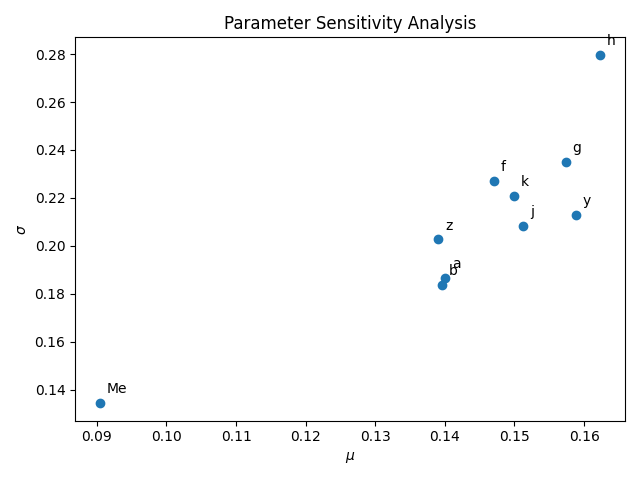 Parameter Sensitivity Analysis
h
0.28
0.26
g
0.24
f
k
0.22
y
j
z
σ
0.20
a
b
0.18
0.16
0.14
Me
0.09 0.10 0.11 0.12 0.13 0.14 0.15 0.16
μ